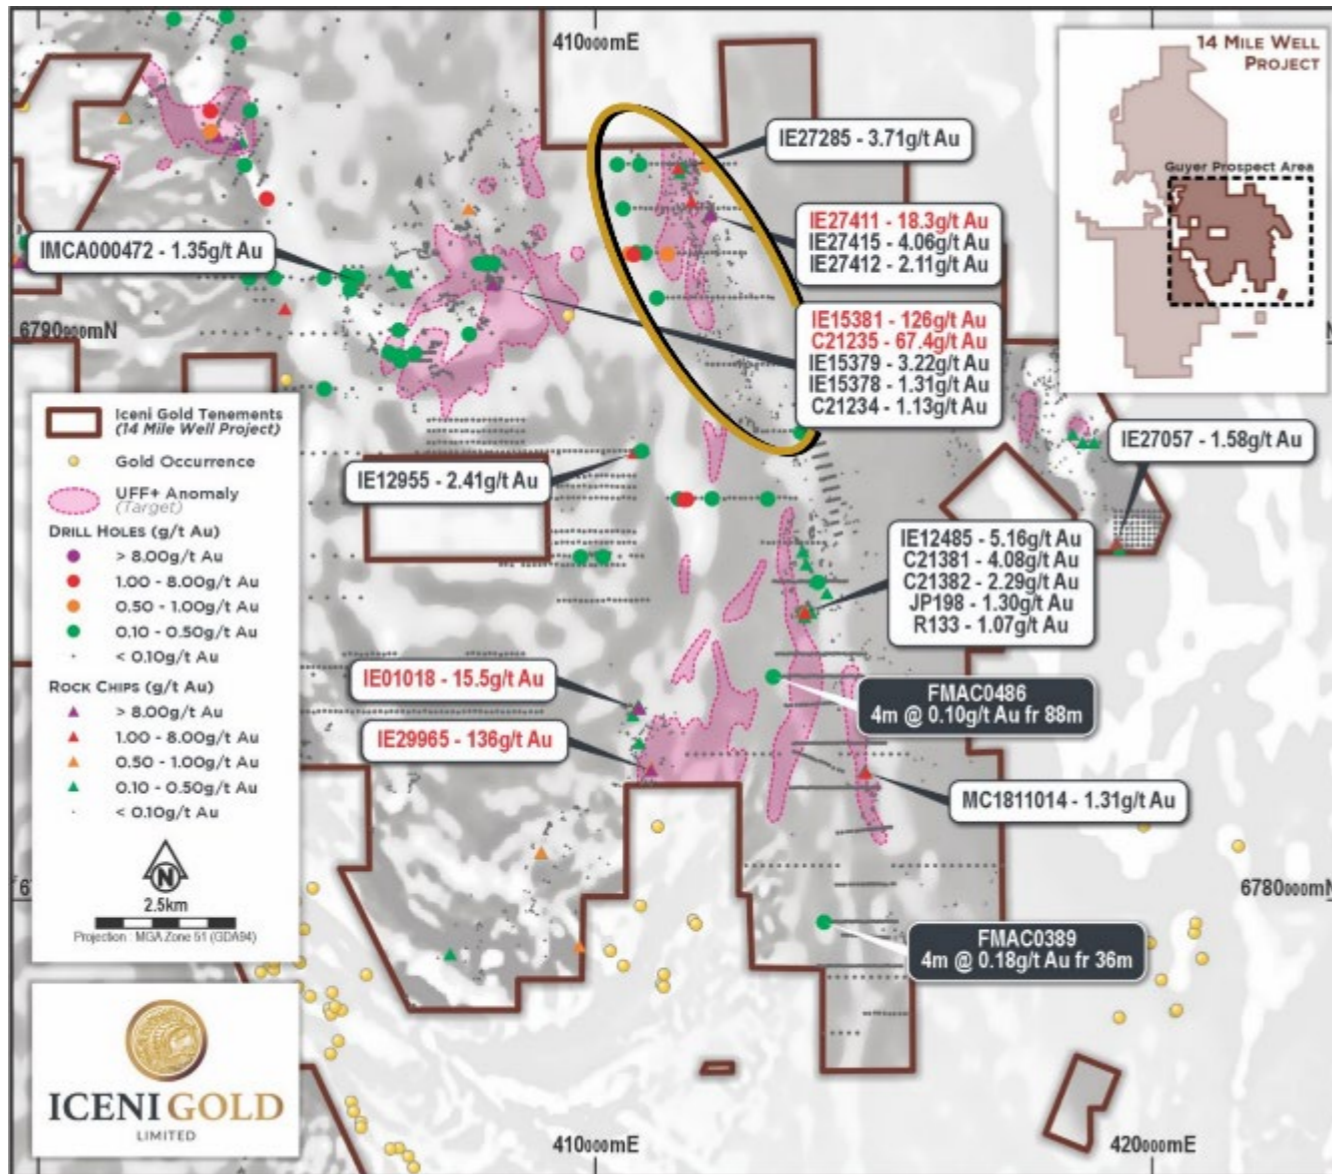 410000mE
14 MILE WELL
PROJECT
Guyer Prospect Area
IE27285 - 3.71g/t Au
IE27411 - 18.3g/t Au
IE27415 - 4.06g/t Au
IE27412 - 2.11g/t Au
IMCA000472 - 1.35g/t Au
6790000mN
IE15381 - 126g/t Au
C21235 - 67.4g/t Au
IE15379 - 3.22g/t Au
IE15378 - 1.31g/t Au
C21234 - 1.13g/t Au
IE27057 - 1.58g/t Au
IE12955 - 2.41g/t Au
IE12485 - 5.16g/t Au
C21381 - 4.08g/t Au
C21382 - 2.29g/t Au
JP198 - 1.30g/t Au
R133 - 1.07g/t Au
IE01018 - 15.5g/t Au
FMAC0486
4m @ 0.10g/t Au fr 88m
IE29965 - 136g/t Au
MC1811014 - 1.31g/t Au
6780000mN
FMAC0389
4m @ 0.18g/t Au fr 36m
Iceni Gold Tenements
(14 Mile Well Project)
Gold Occurrence
UFF+ Anomaly
(Target)
DRILL HOLES (g/t Au)
> 8.00g/t Au
1.00 - 8.00g/t Au
0.50 - 1.00g/t Au
0.10 - 0.50g/t Au
< 0.10g/t Au
ROCK CHIPS (g/t Au)
> 8.00g/t Au
1.00 - 8.00g/t Au
0.50 - 1.00g/t Au
0.10 - 0.50g/t Au
< 0.10g/t Au
N
2.5km
Projection : MGA Zone 51 (GDA94)
ICENI GOLD
LIMITED
410000mE
420000mE